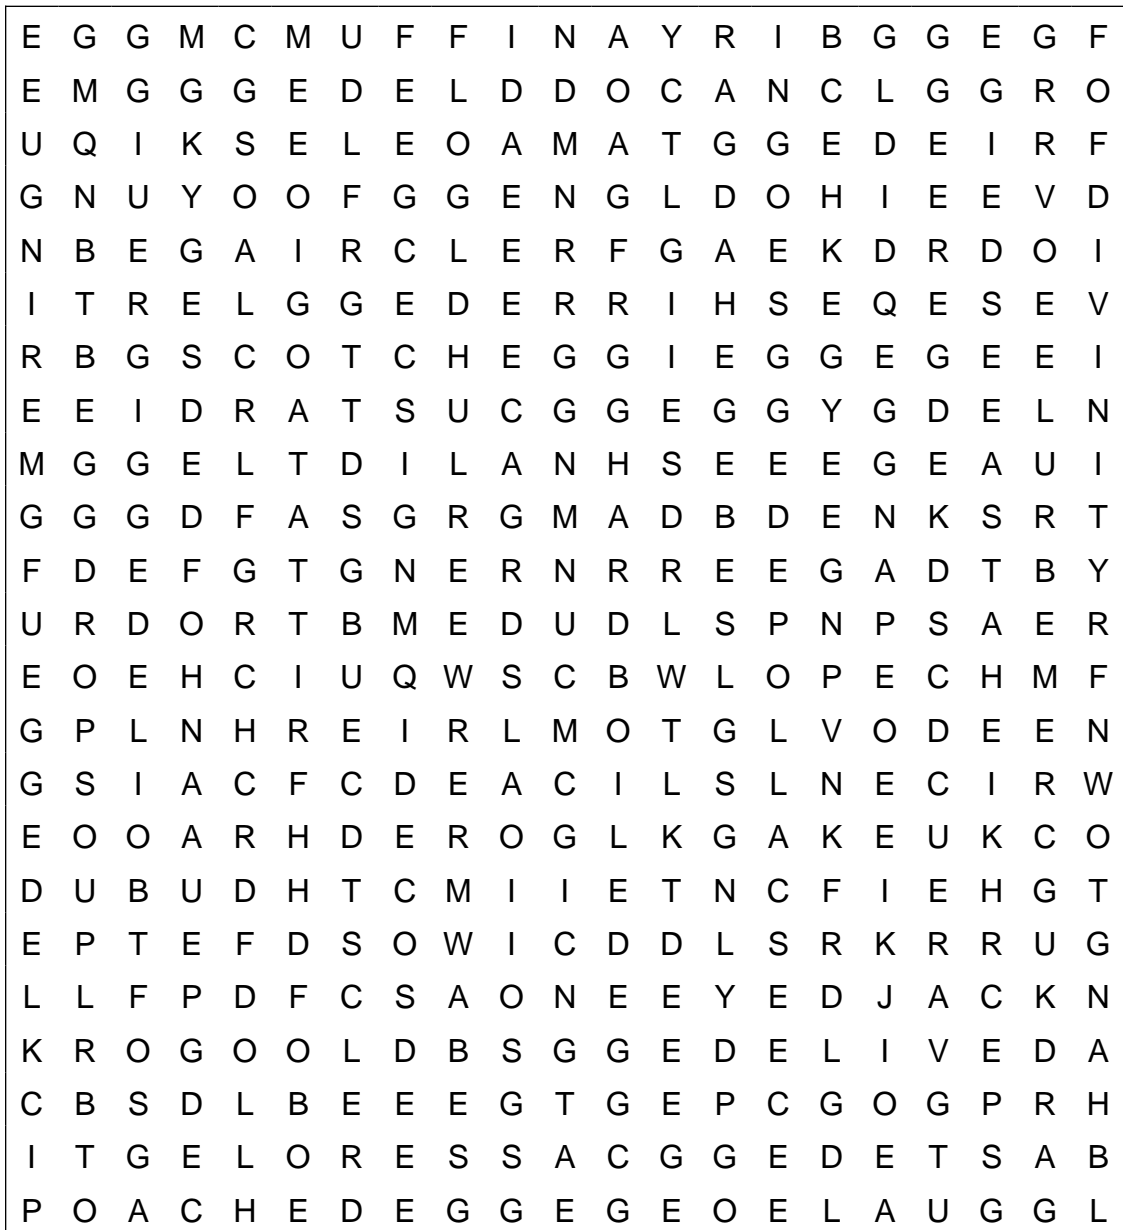 E G G M C M U F F I N A Y R I B G G E G F
E M G G G E D E L D D O C A N C L G G R O
U Q I K S E L E O A M A T G G E D E I R F
G N U Y O O F G G E N G L D O H I E E V D
N B E G A I R C L E R F G A E K D R D O I
I T R E L G G E D E R R I H S E Q E S E V
R B G S C O T C H E G G I E G G E G E E I
E E I D R A T S U C G G E G G Y G D E L N
M G G E L T D I L A N H S E E E G E A U I
G G G D F A S G R G M A D B D E N K S R T
F D E F G T G N E R N R R E E G A D T B Y
U R D O R T B M E D U D L S P N P S A E R
E O E H C I U Q W S C B W L O P E C H M F
G P L N H R E I R L M O T G L V O D E E N
G S I A C F C D E A C I L S L N E C I R W
E O O A R H D E R O G L K G A K E U K C O
D U B U D H T C M I I E T N C F I E H G T
E P T E F D S O W I C D D L S R K R R U G
L L F P D F C S A O N E E Y E D J A C K N
K R O G O O L D B S G G E D E L I V E D A
C B S D L B E E E G T G E P C G O G P R H
I T G E L O R E S S A C G G E D E T S A B
P O A C H E D E G G E G E O E L A U G G L